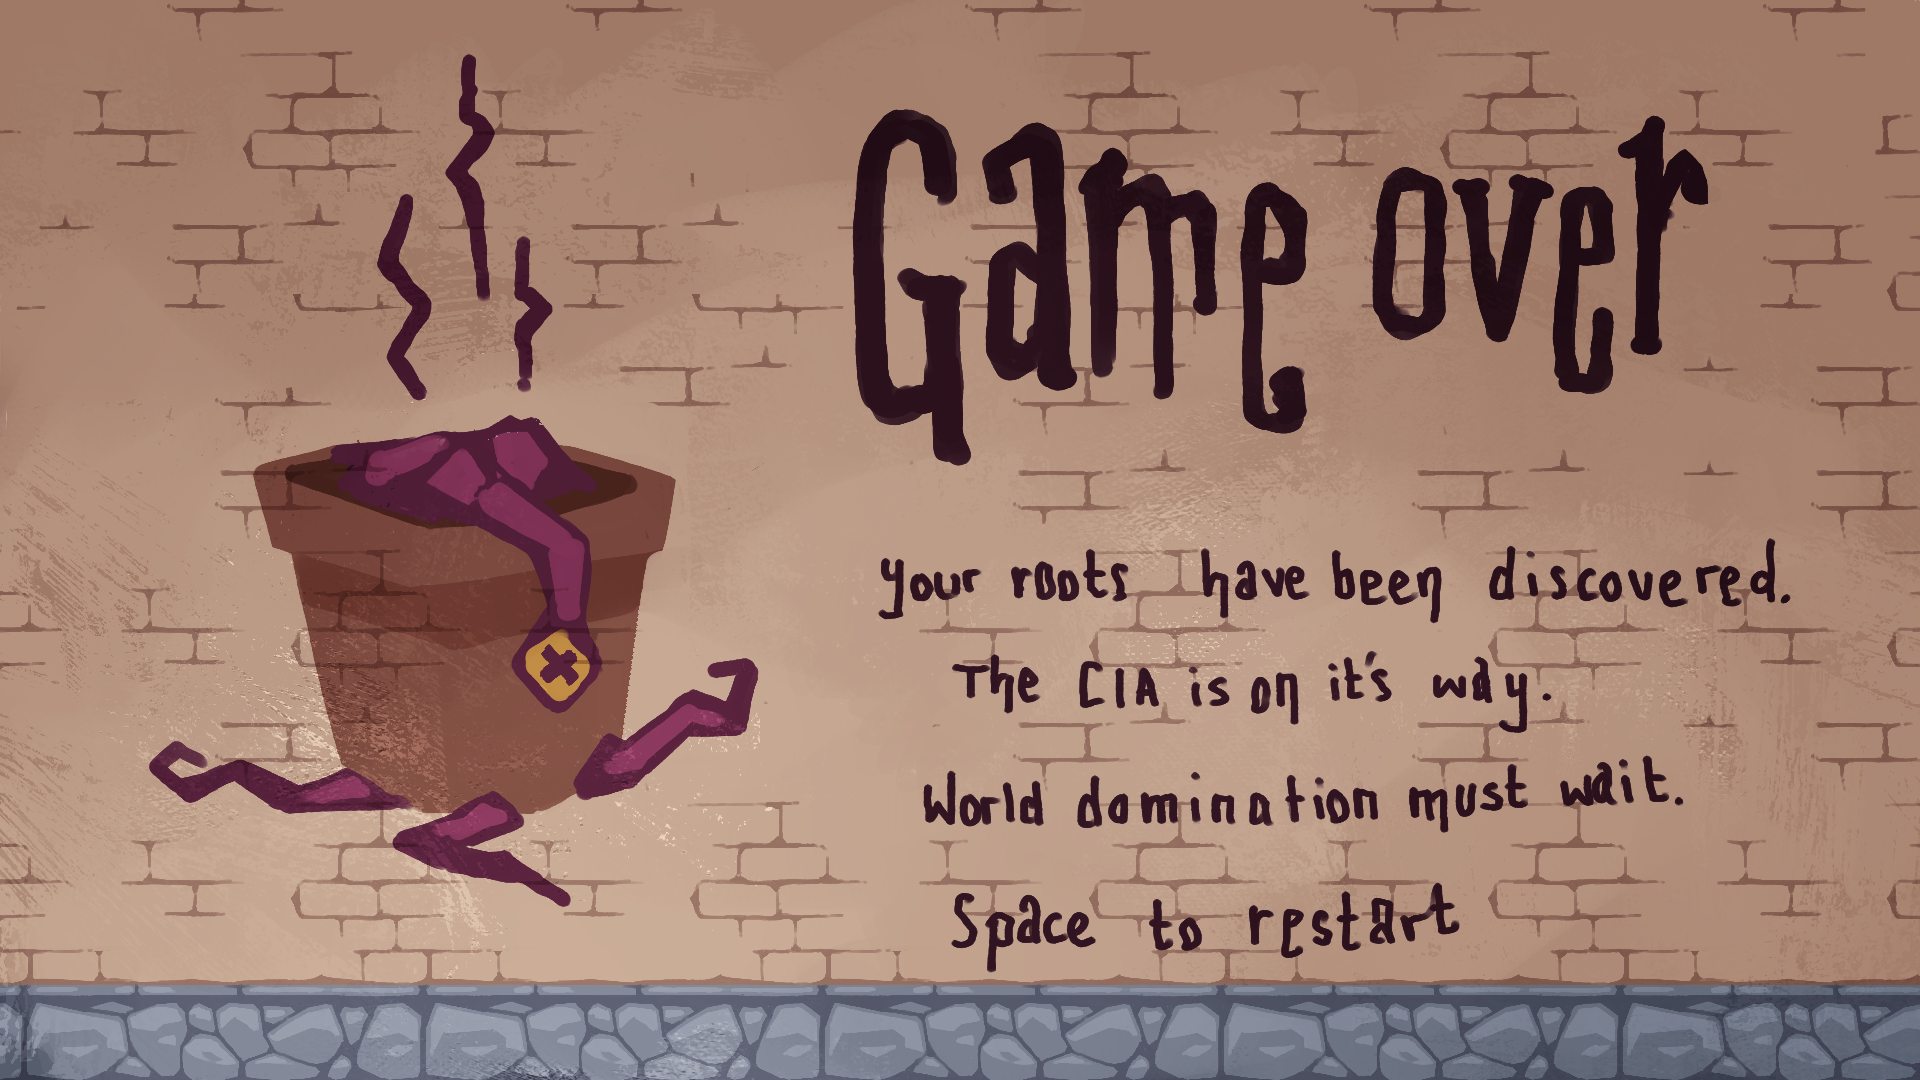 Game over
your roots have been discovered.
The CIA is on it's way.
World domination must wait.
Space to restart